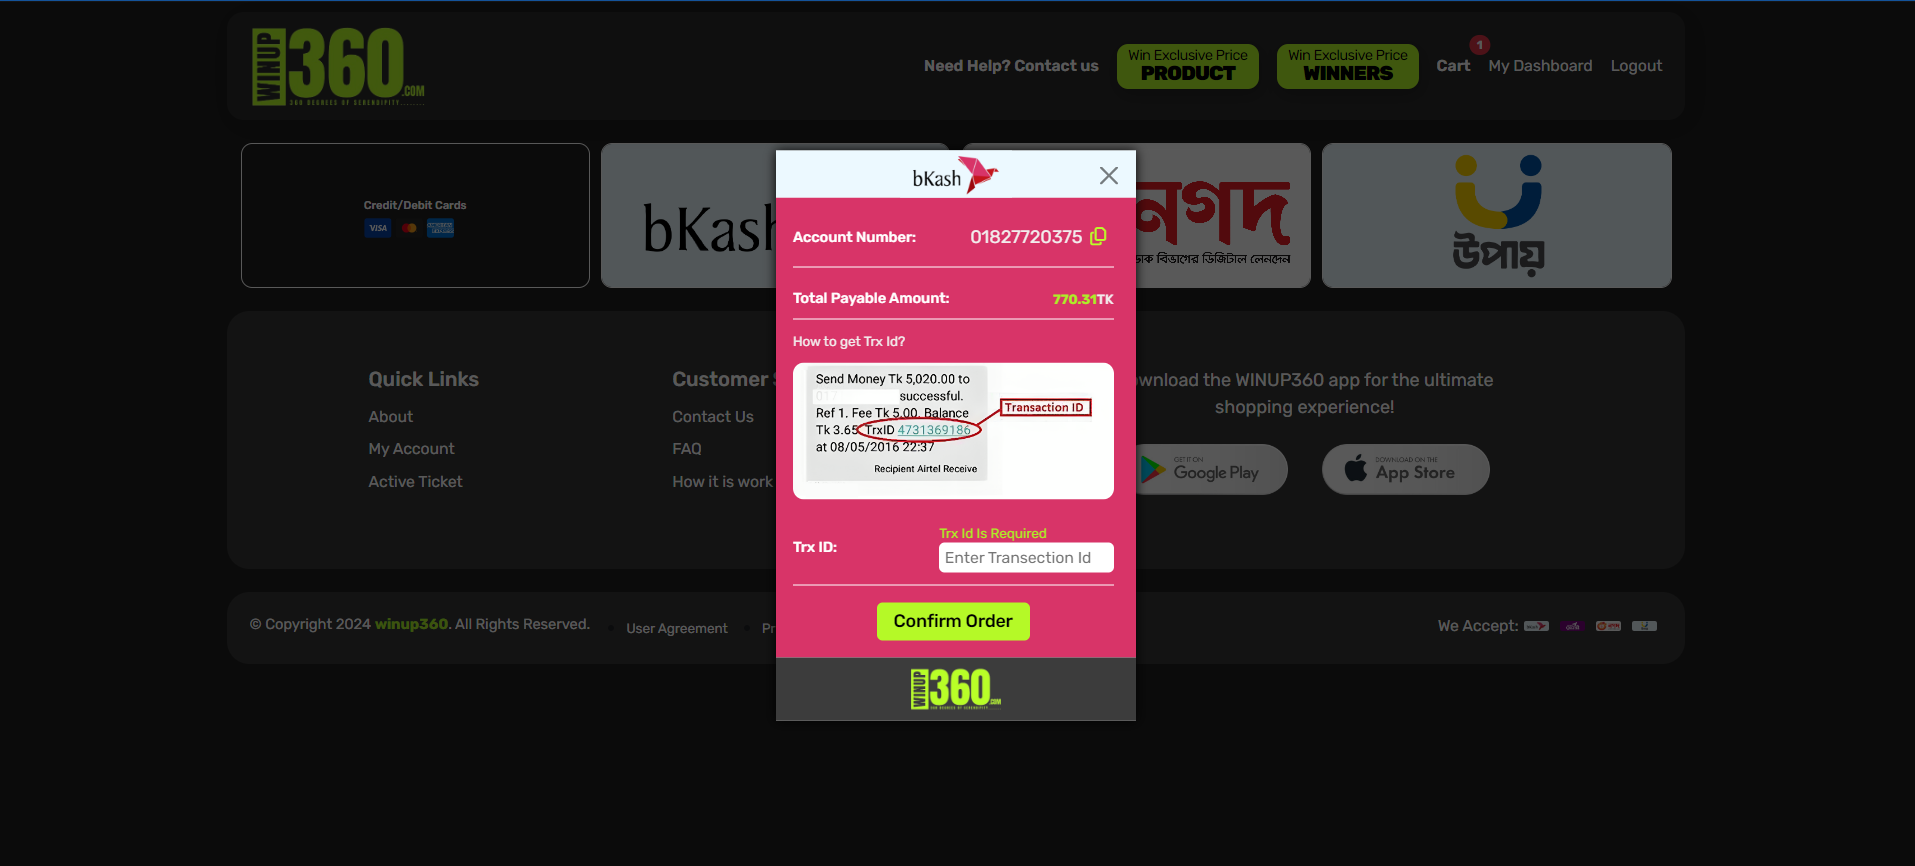 WINUP
360
.COM
360 DEGREES OF SERENDIPITY
Need Help? Contact us
Win Exclusive Price
PRODUCT
Win Exclusive Price
WINNERS
Cart
1
My Dashboard
Logout
Credit/Debit Cards
VISA
bKash
নগদ
ডাক বিভাগের ডিজিটাল লেনদেন
উপায়
bKash
Account Number:
01827720375
Total Payable Amount:
770.31TK
How to get Trx Id?
Send Money Tk 5,020.00 to
017 successful.
Ref 1. Fee Tk 5.00. Balance
Tk 3.65. TrxID 4731369186
at 08/05/2016 22:37
Recipient Airtel Receive
Transaction ID
Trx Id Is Required
Trx ID:
Enter Transection Id
Confirm Order
WINUP
360
.COM
Quick Links
About
My Account
Active Ticket
Customer
Contact Us
FAQ
How it is work
wnload the WINUP360 app for the ultimate
shopping experience!
GET IT ON
Google Play
DOWNLOAD ON THE
App Store
© Copyright 2024 winup360. All Rights Reserved.
User Agreement
Pr
We Accept: